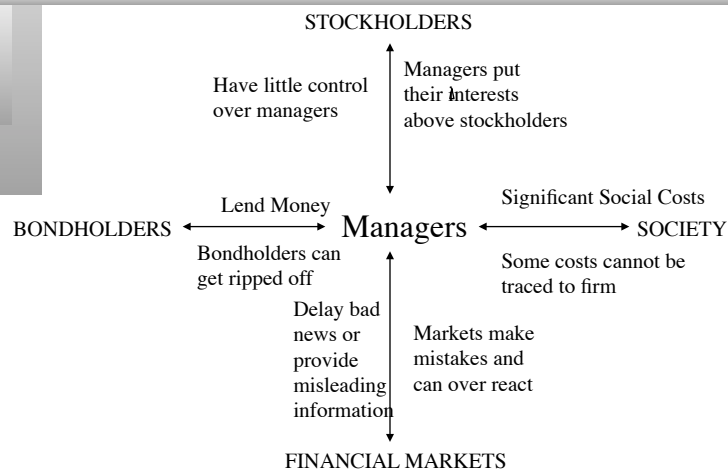 STOCKHOLDERS
Have little control
over managers
Managers put
their interests
above stockholders
Lend Money
Significant Social Costs
BONDHOLDERS
Managers
SOCIETY
Bondholders can
get ripped off
Some costs cannot be
traced to firm
Delay bad
news or
provide
misleading
information
Markets make
mistakes and
can over react
FINANCIAL MARKETS